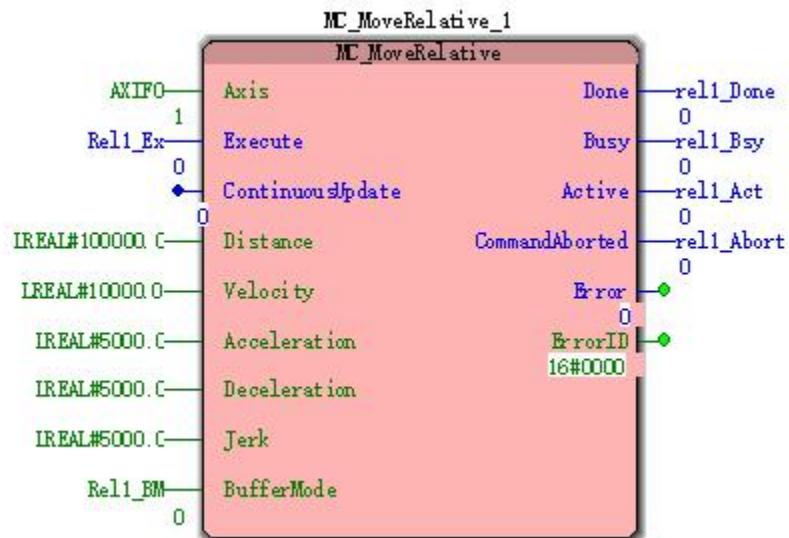 MC_MoveRelative_1
MC_MoveRelative
AXIFO Axis Done rel1_Done
1 0
Rel1_Ex Execute Busy rel1_Bsy
0 0
ContinuousUpdate Active rel1_Act
0 0
LREAL#100000.0 Distance CommandAborted rel1_Abort
0
LREAL#10000.0 Velocity Error
0
LREAL#5000.0 Acceleration ErrorID
16#0000
LREAL#5000.0 Deceleration
LREAL#5000.0 Jerk
Rel1_BM BufferMode
0